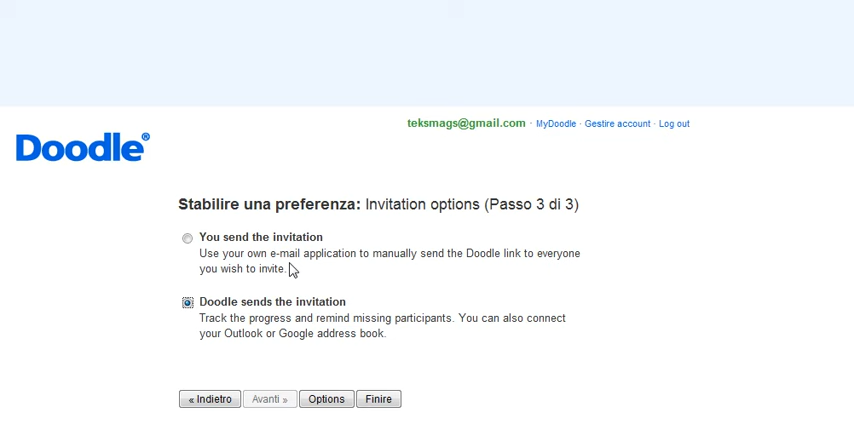 teksmags@gmail.com · MyDoodle · Gestire account · Log out
Doodle®
Stabilire una preferenza: Invitation options (Passo 3 di 3)
You send the invitation
Use your own e-mail application to manually send the Doodle link to everyone
you wish to invite.
Doodle sends the invitation
Track the progress and remind missing participants. You can also connect
your Outlook or Google address book.
« Indietro Avanti » Options Finire